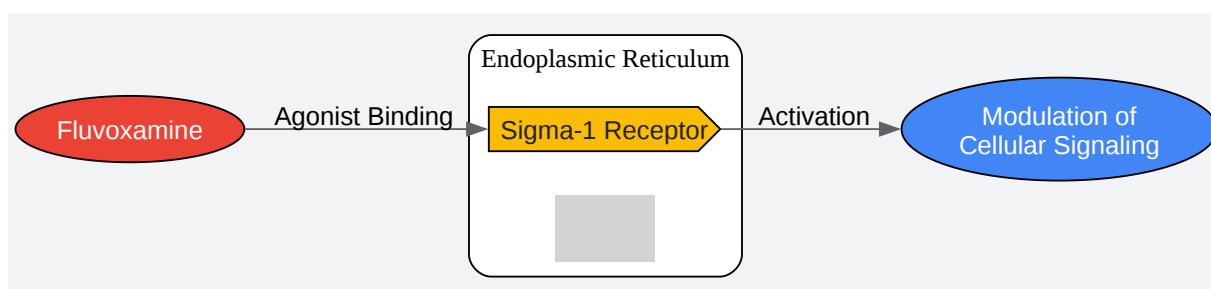 Endoplasmic Reticulum
Fluvoxamine
Agonist Binding
Sigma-1 Receptor
Activation
Modulation of
Cellular Signaling